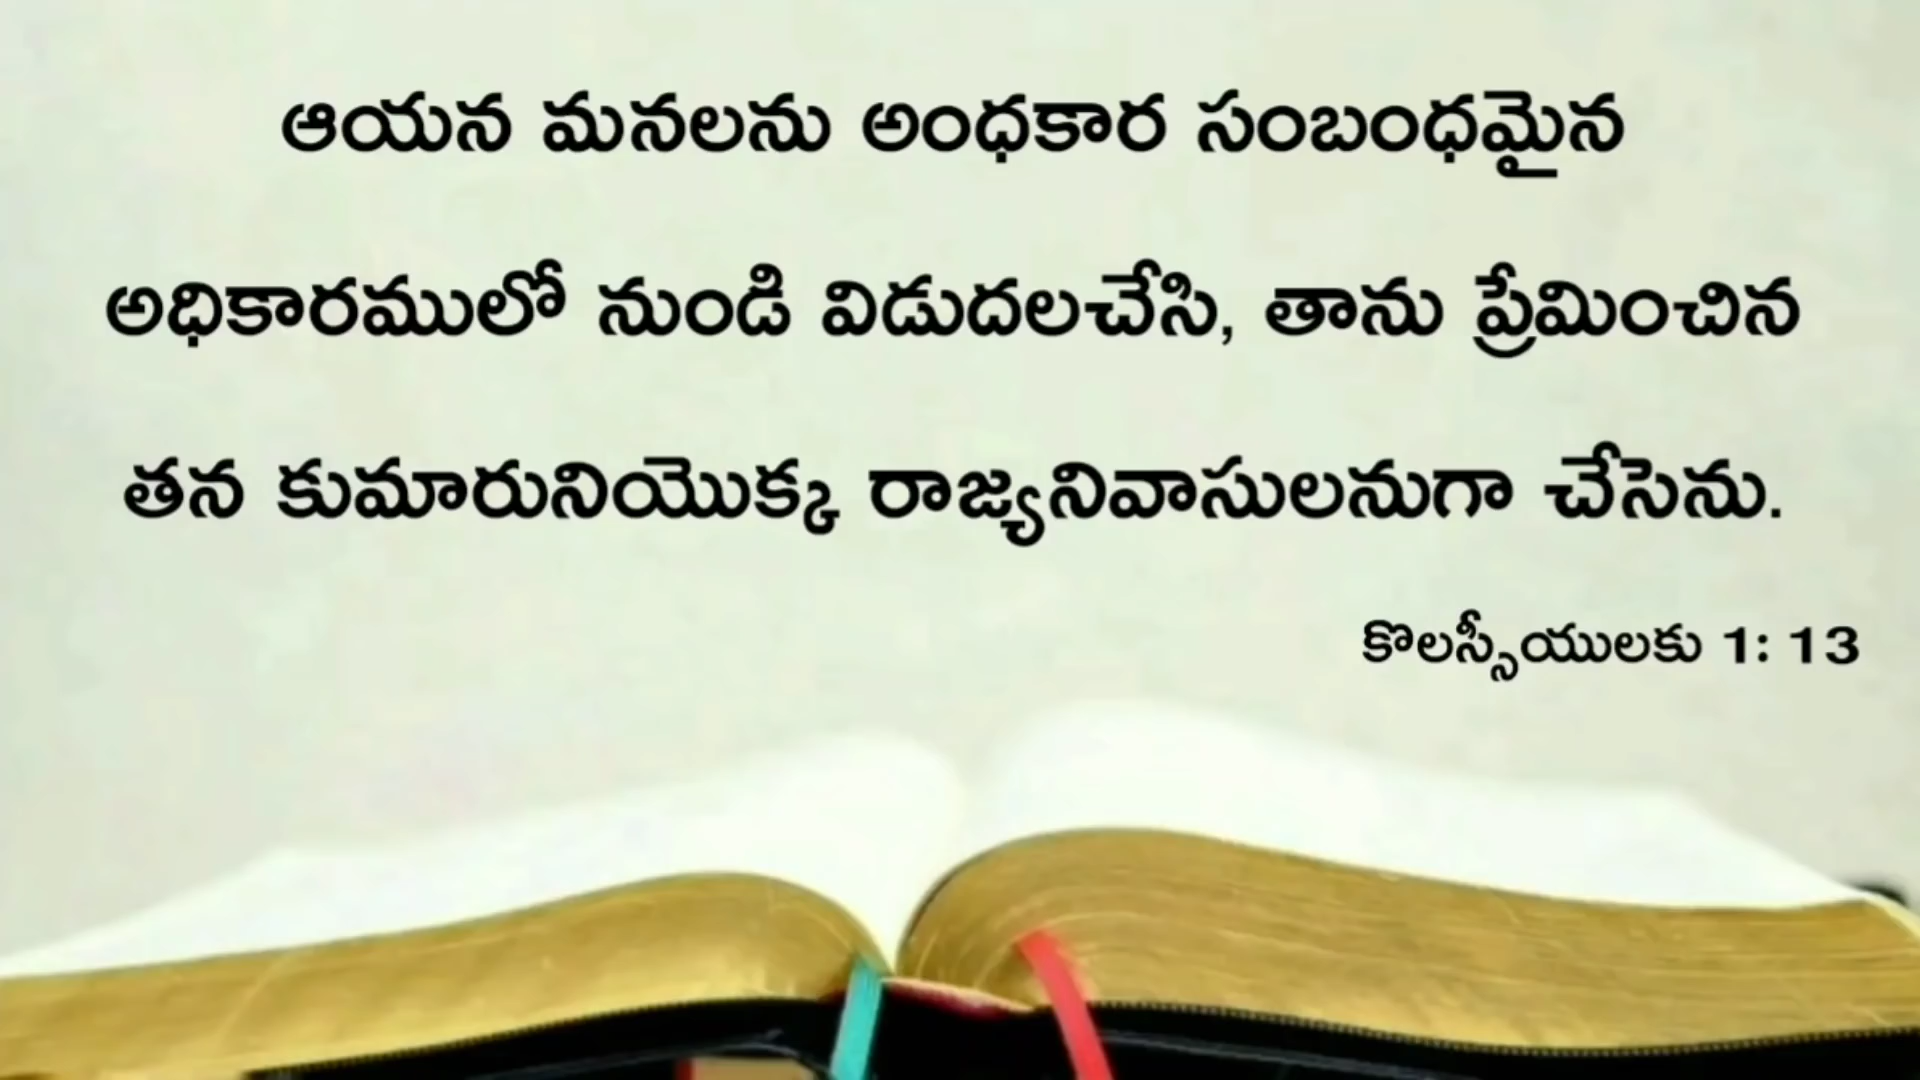 ఆయన మనలను అంధకార సంబంధమైన
అధికారములో నుండి విడుదలచేసి, తాను ప్రేమించిన
తన కుమారునియొక్క రాజ్యనివాసులనుగా చేసెను.
కొలస్సీయులకు 1: 13